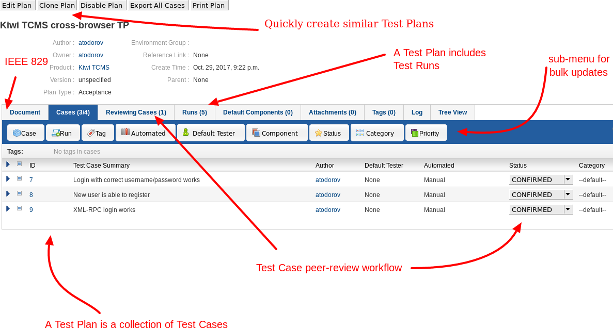 Edit Plan Clone Plan Disable Plan Export All Cases Print Plan
Quickly create similar Test Plans
Kiwi TCMS cross-browser TP
Author : atodorov Environment Group :
Owner : atodorov Reference Link : None
Product : Kiwi TCMS Create Time : Oct. 29, 2017, 9:22 p.m.
Version : unspecified Parent : None
Plan Type : Acceptance
IEEE 829
A Test Plan includes
Test Runs
sub-menu for
bulk updates
Document Cases (3/4) Reviewing Cases (1) Runs (5) Default Components (0) Attachments (0) Tags (0) Log Tree View
Case Run Tag Automated Default Tester Component Status Category Priority
Tags: No tags in cases
ID Test Case Summary Author Default Tester Automated Status Category
7 Login with correct username/password works atodorov None Manual CONFIRMED --default--
8 New user is able to register atodorov None Manual CONFIRMED --default--
9 XML-RPC login works atodorov None Manual CONFIRMED --default--
Test Case peer-review workflow
A Test Plan is a collection of Test Cases